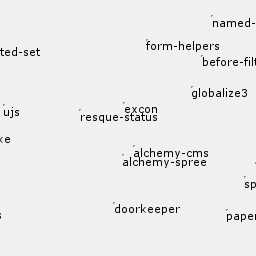 named-
form-helpers
ted-set
before-filt
globalize3
excon
ujs
resque-status
ke
alchemy-cms
alchemy-spree
sp
doorkeeper
paper
s